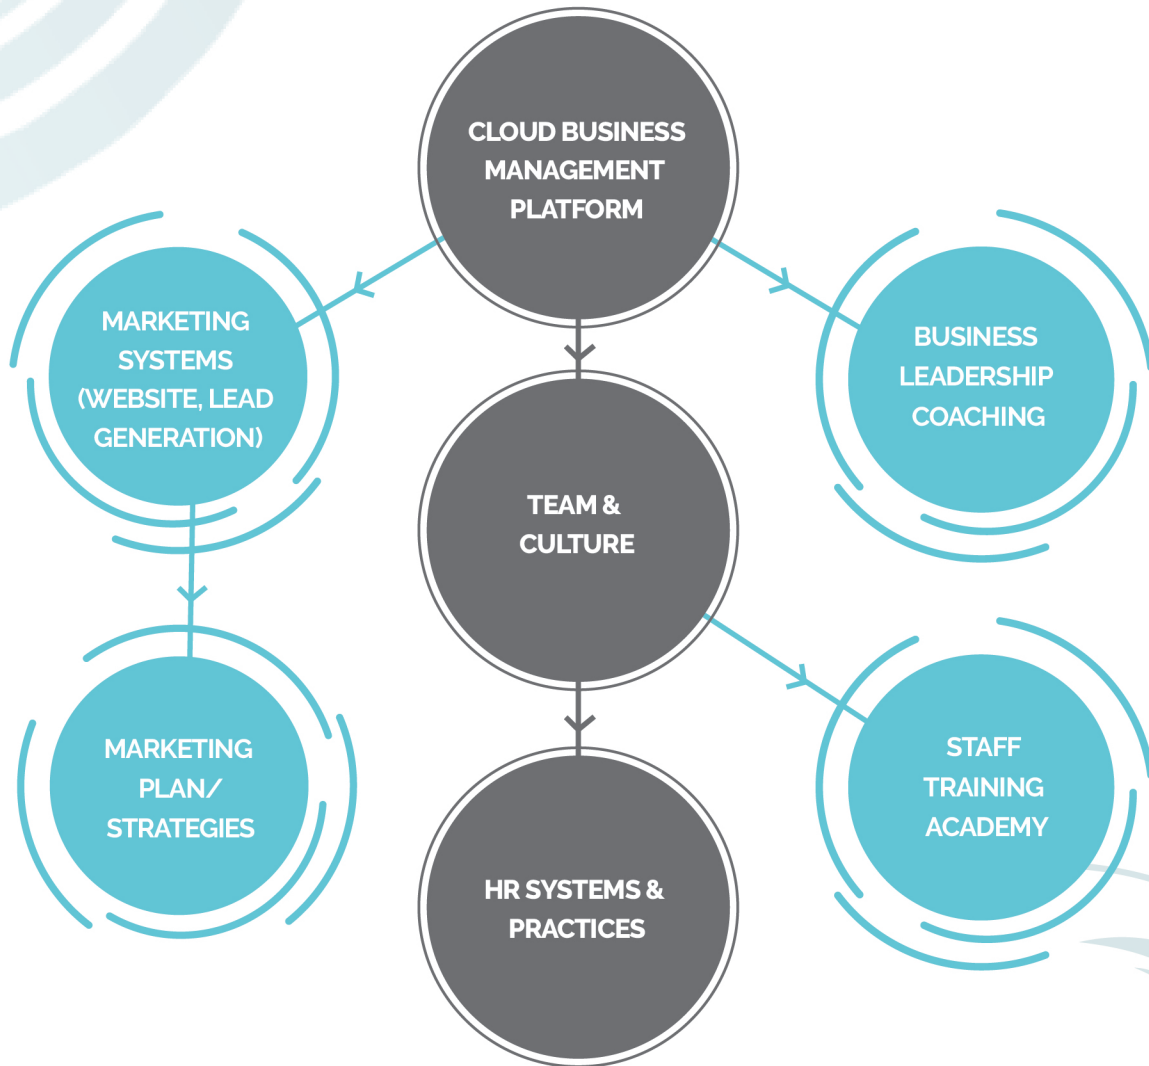 CLOUD BUSINESS
MANAGEMENT
PLATFORM
MARKETING
SYSTEMS
(WEBSITE, LEAD
GENERATION)
BUSINESS
LEADERSHIP
COACHING
TEAM &
CULTURE
MARKETING
PLAN/
STRATEGIES
STAFF
TRAINING
ACADEMY
HR SYSTEMS &
PRACTICES